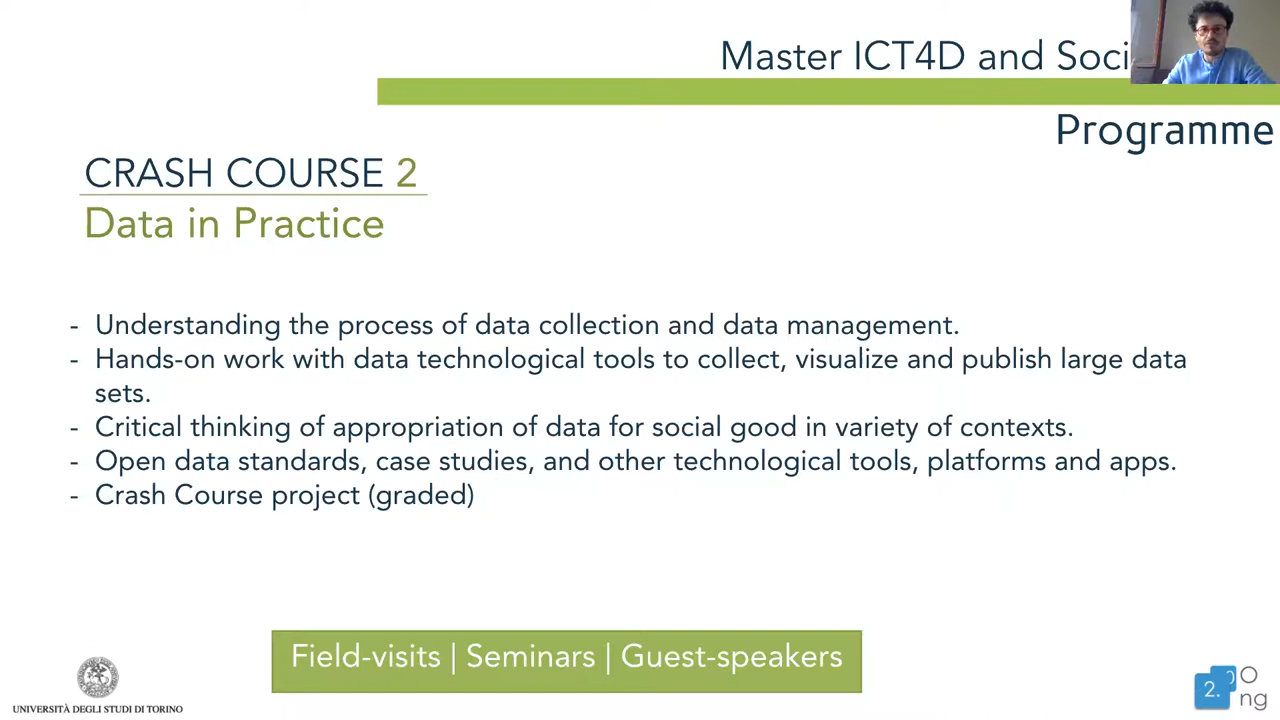 Master ICT4D and Soci
Programme
CRASH COURSE 2
Data in Practice
- Understanding the process of data collection and data management.
- Hands-on work with data technological tools to collect, visualize and publish large data
sets.
- Critical thinking of appropriation of data for social good in variety of contexts.
- Open data standards, case studies, and other technological tools, platforms and apps.
- Crash Course project (graded)
Field-visits | Seminars | Guest-speakers
UNIVERSITÀ DEGLI STUDI DI TORINO
2.
ng